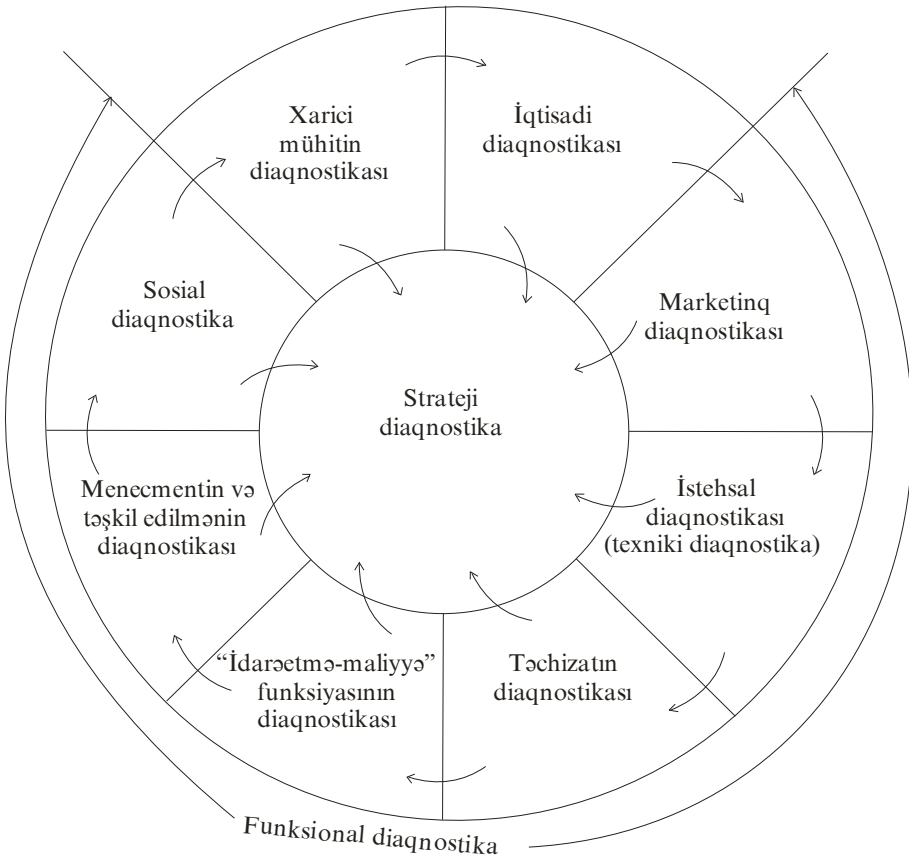 Xarici
mühitin
diaqnostikası
İqtisadi
diaqnostikası
Sosial
diaqnostika
Marketinq
diaqnostikası
Strateji
diaqnostika
Menecmentin və
təşkil edilmənin
diaqnostikası
İstehsal
diaqnostikası
(texniki diaqnostika)
“İdarəetmə-maliyyə”
funksiyasının
diaqnostikası
Təchizatın
diaqnostikası
Funksional diaqnostika